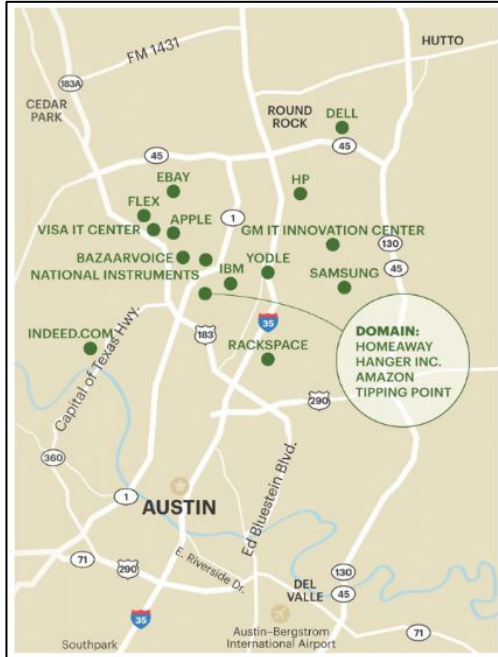 HUTTO
FM 1431
183A
CEDAR
PARK
ROUND
ROCK
DELL
45
45
EBAY
HP
FLEX
1
VISA IT CENTER
APPLE
GM IT INNOVATION CENTER
130
BAZAARVOICE
YODLE
45
NATIONAL INSTRUMENTS
IBM
SAMSUNG
35
183
INDEED.COM
Capital of Texas Hwy.
RACKSPACE
DOMAIN:
HOMEAWAY
HANGER INC.
AMAZON
TIPPING POINT
290
360
Ed Bluestein Blvd.
1
AUSTIN
71
290
E. Riverside Dr.
130
DEL
VALLE
45
35
Southpark
Austin–Bergstrom
International Airport
71